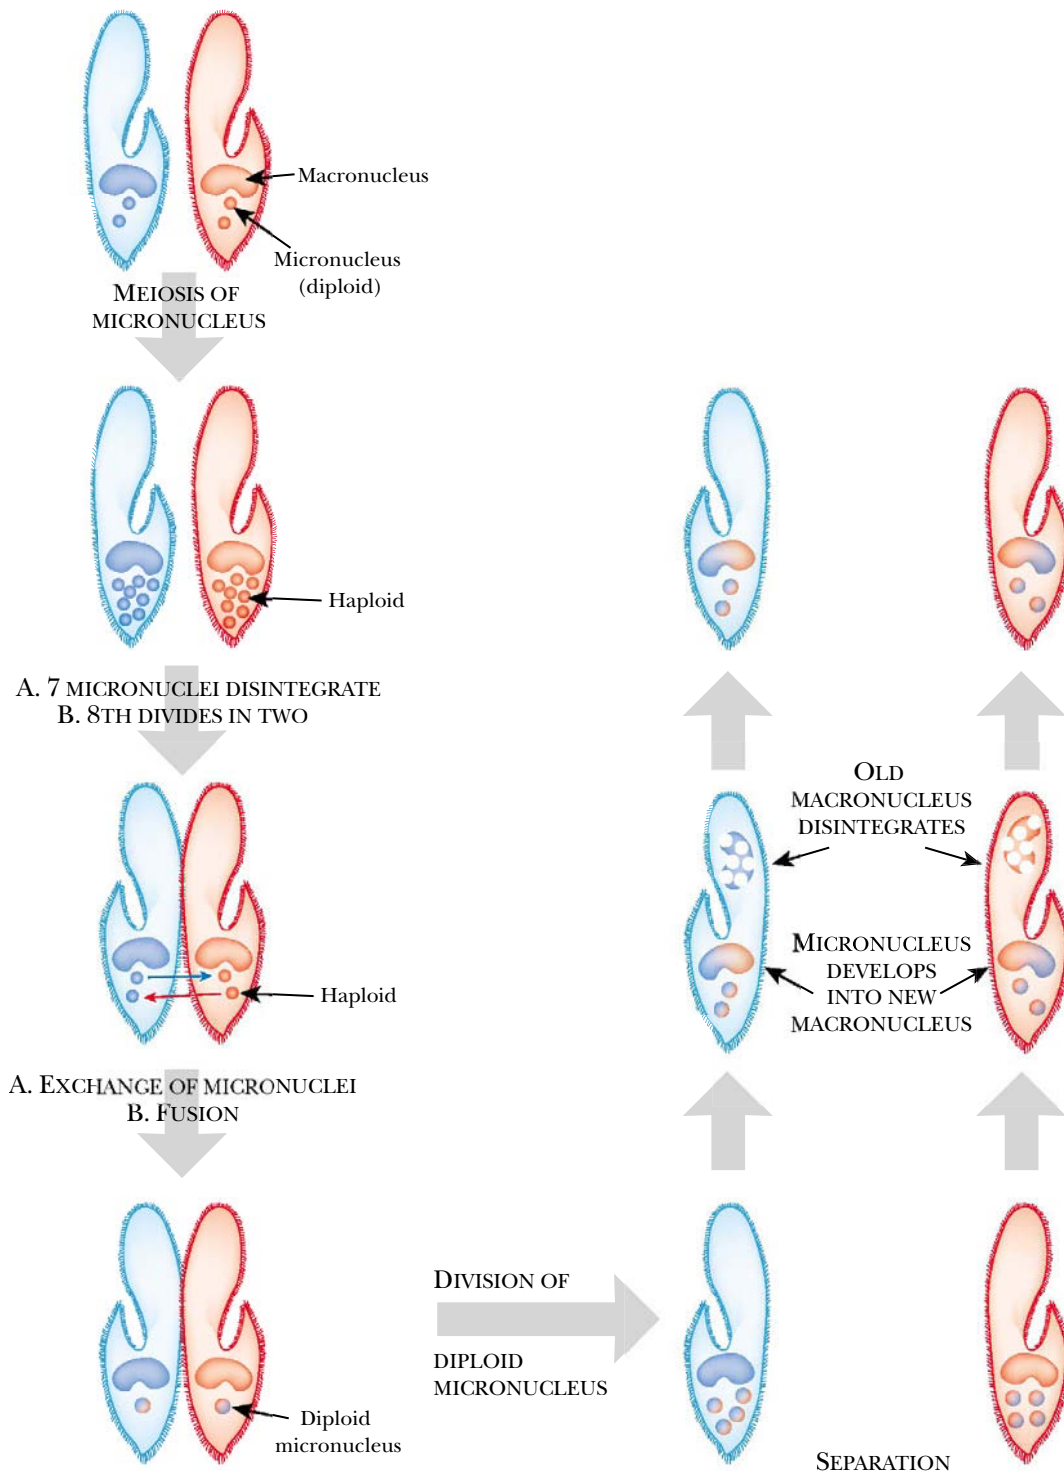 Macronucleus
Micronucleus
(diploid)
MEIOSIS OF
MICRONUCLEUS
Haploid
A. 7 MICRONUCLEI DISINTEGRATE
B. 8TH DIVIDES IN TWO
Haploid
A. EXCHANGE OF MICRONUCLEI
B. FUSION
Diploid
micronucleus
DIVISION OF
DIPLOID
MICRONUCLEUS
SEPARATION
OLD
MACRONUCLEUS
DISINTEGRATES
MICRONUCLEUS
DEVELOPS
INTO NEW
MACRONUCLEUS